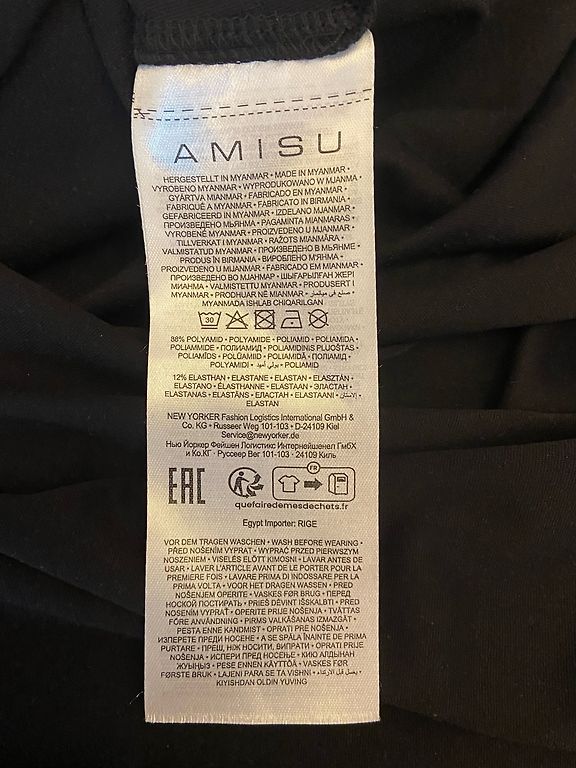 AMISU
HERGESTELLT IN MYANMAR • MADE IN MYANMAR •
VYROBENO MYANMAR • WYPRODUKOWANO W MJANMA •
GYÁRTVA MIANMAR • FABRICADO EN MYANMAR •
FABRIQUÉ A MYANMAR • FABRICATO IN BIRMANIA •
GEFABRICEERD IN MYANMAR • IZDELANO MJANMAR •
ПРОИЗВЕДЕНО МЬЯНМА • PAGAMINTA MIANMARAS •
VYROBENÉ MYANMAR • PROIZVEDENO U MJANMAR •
TILLVERKAT I MYANMAR • RAŽOTS MIANMĀRA •
VALMISTATUD MYANMAR • ПРОИЗВЕДЕНО В МЬЯНМЕ •
PRODUS ÎN BIRMANIA • ВИРОБЛЕНО М'ЯНМА •
PROIZVEDENO U MIJANMAR • FABRICADO EM MIANMAR •
ПРОИЗВЕДЕНО ВО МЈАНМАР • ШЫҒАРЫЛҒАН ЖЕРІ
МИАНМА • VALMISTETTU MYANMAR • PRODUSERT I
MYANMAR • PRODHUAR NË MIANMAR • صنع في ميانمار •
MYANMADA ISHLAB CHIQARILGAN
30
88% POLYAMID • POLYAMIDE • POLIAMID • POLIAMIDA •
POLIAMMIDE • ПОЛИАМИД • POLIAMIDINIS PLUOŠTAS •
POLIAMĪDS • POLÜAMIID • POLIAMIDĂ • ПОЛІАМІД •
POLYAMIDI • بولي أميد • POLIAMID
12% ELASTHAN • ELASTANE • ELASTAN • ELASZTÁN •
ELASTANO • ÉLASTHANNE • ELASTAAN • ЭЛАСТАН •
ELASTANAS • ELASTĀNS • ЕЛАСТАН • ELASTAANI • الاستان •
ELASTAN
NEW YORKER Fashion Logistics International GmbH &
Co. KG • Russeer Weg 101-103 • D-24109 Kiel
Service@newyorker.de
Нью Йоркер Фейшен Логистикс Интернейшенел ГмбХ
и Ко.КГ • Руссеер Вег 101-103 • 24109 Киль
EAC
FR
quefairedemesdechets.fr
Egypt Importer: RIGE
VOR DEM TRAGEN WASCHEN • WASH BEFORE WEARING •
PŘED NOŠENÍM VYPRAT • WYPRAĆ PRZED PIERWSZYM
NOSZENIEM • VISELÉS ELŐTT KIMOSNI • LAVAR ANTES DE
USAR • LAVER L'ARTICLE AVANT DE LE PORTER POUR LA
PREMIERE FOIS • LAVARE PRIMA DI INDOSSARE PER LA
PRIMA VOLTA • VOOR HET DRAGEN WASSEN • PRED
NOŠENJEM OPERITE • VASKES FØR BRUG • ПЕРЕД
НОСКОЙ ПОСТИРАТЬ • PRIEŠ DĖVINT IŠSKALBTI • PRED
NOSENÍM VYPRAŤ • OPERITE PRIJE NOŠENJA • TVÄTTAS
FÖRE ANVÄNDNING • PIRMS VALKĀŠANAS IZMAZGĀT •
PESTA ENNE KANDMIST • OPRATI PRE NOŠENJA •
ИЗПЕРЕТЕ ПРЕДИ НОСЕНЕ • A SE SPĂLA ÎNAINTE DE PRIMA
PURTARE • ПРЕШ, НЖ НОСИТИ, ВИПРАТИ • OPRATI PRIJE
NOŠENJA • ИСПЕРИ ПРЕД НОСЕЊЕ • КИЮ АЛДЫНАН
ЖУЫҢЫЗ • PESE ENNEN KÄYTTÖÄ • VASKES FØR
FØRSTE BRUK • LAJENI PARA SE TA VISHNI • يغسل قبل الارتداء •
KIYISHDAN OLDIN YUVING